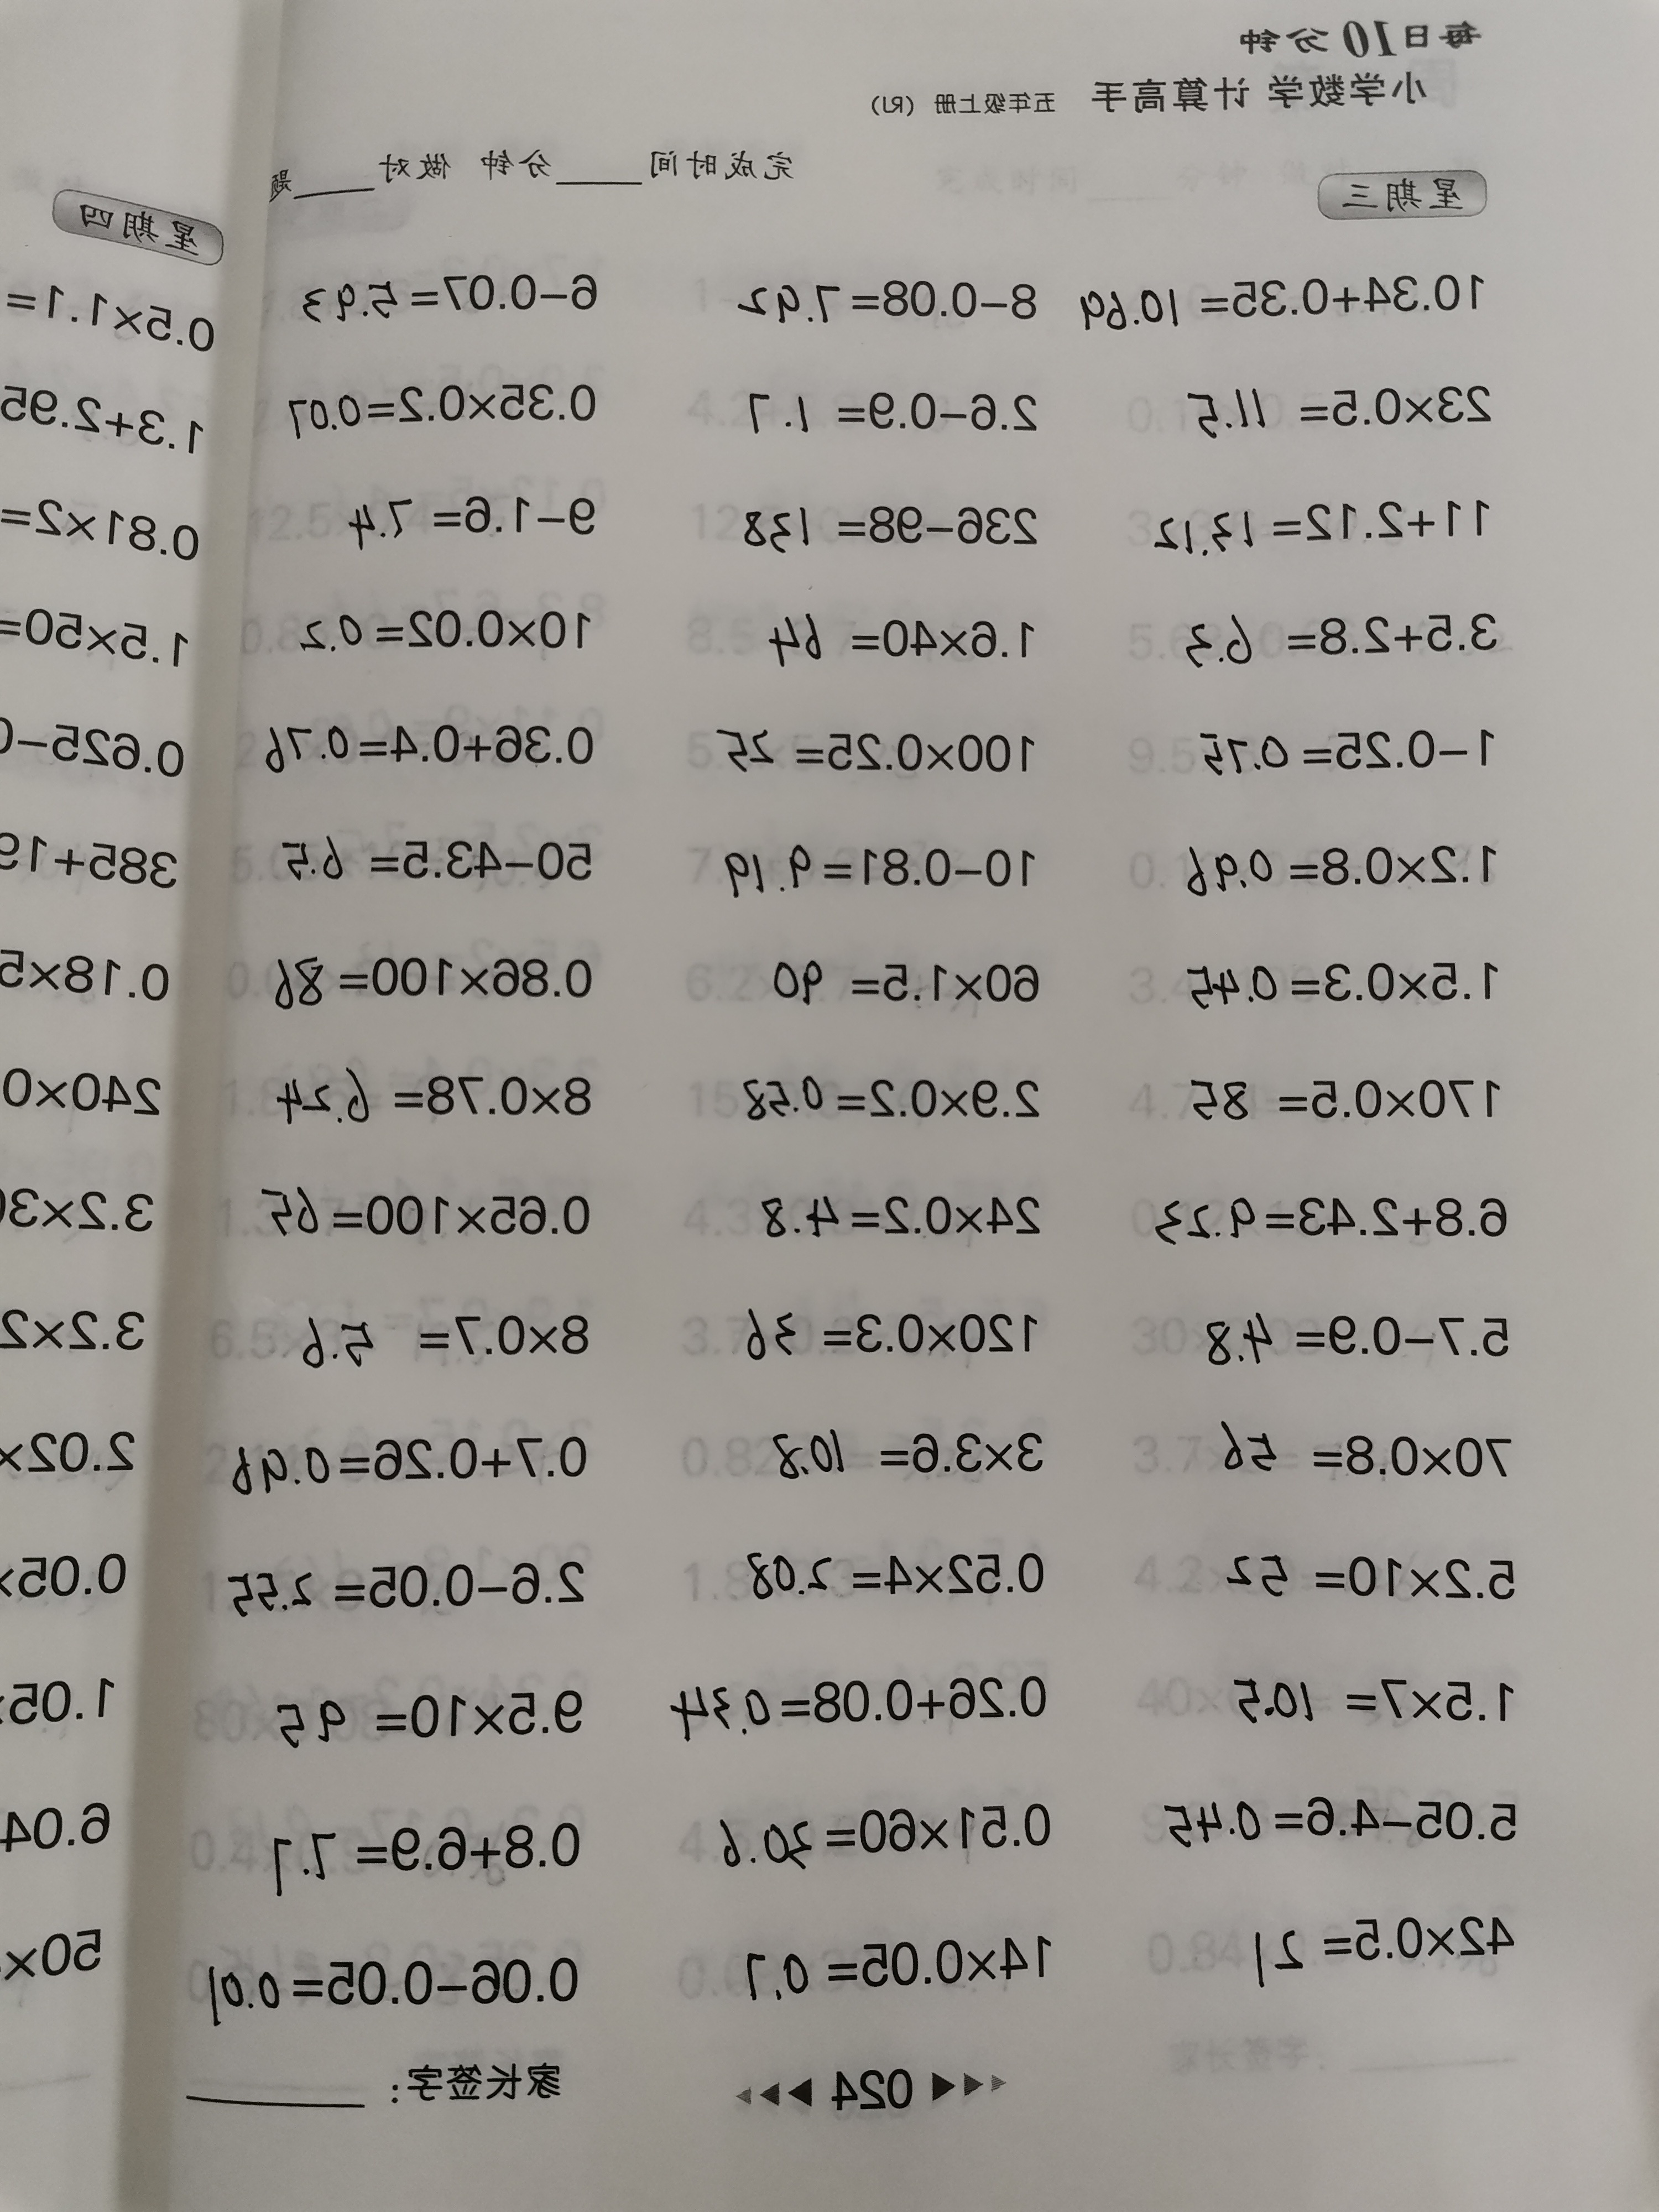 每日10分钟
小学数学 计算高手 五年级上册 (RJ)
星期三 完成时间____分钟 做对____题
10.34+0.35=10.69 8-0.08=7.92 6-0.07=5.93
23×0.5=11.5 2.6-0.9=1.7 0.35×0.2=0.07
11+2.12=13.12 236-98=138 9-1.6=7.4
3.5+2.8=6.3 1.6×40=64 10×0.02=0.2
1-0.25=0.75 100×0.25=25 0.36+0.4=0.76
1.2×0.8=0.96 10-0.81=9.19 50-43.5=6.5
1.5×0.3=0.45 60×1.5=90 0.86×100=86
170×0.5=85 2.9×0.2=0.58 8×0.78=6.24
6.8+2.43=9.23 24×0.2=4.8 0.65×100=65
5.7-0.9=4.8 120×0.3=36 8×0.7=5.6
70×0.8=56 3×3.6=10.8 0.7+0.26=0.96
5.2×10=52 0.52×4=2.08 2.6-0.05=2.55
1.5×7=10.5 0.26+0.08=0.34 9.5×10=95
5.05-4.6=0.45 0.51×60=30.6 0.8+6.9=7.7
42×0.5=21 14×0.05=0.7 0.06-0.05=0.01
024
家长签字：________
星期四
0.5×1.1=
1.3+2.95
0.81×2=
1.5×50=
0.625-0
385+19
0.18×5
240×0
3.2×30
3.2×2
2.02×
0.05×
1.05×
6.04
50×